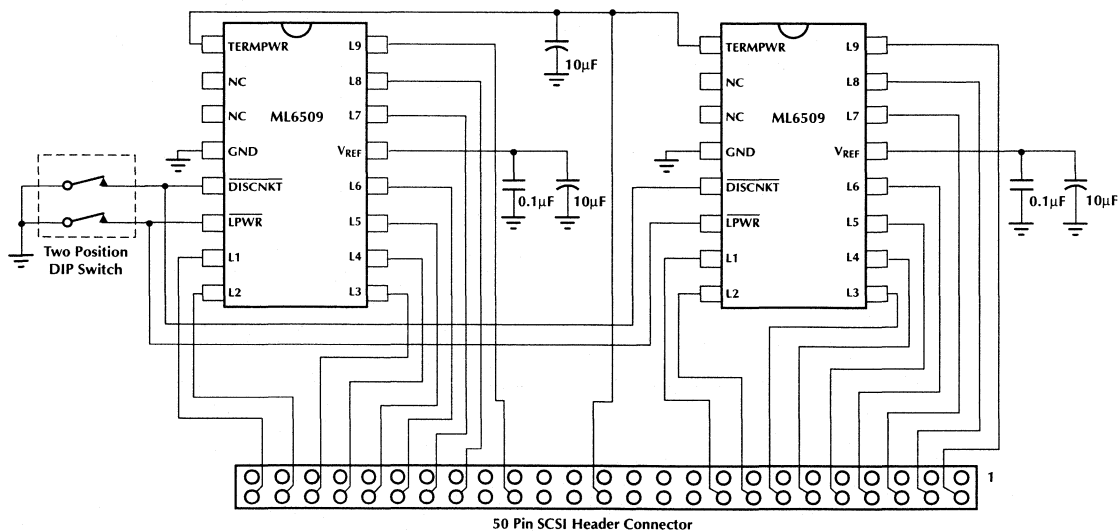 TERMPWR
NC
NC
GND
DISCNKT
LPWR
L1
L2
ML6509
L9
L8
L7
VREF
L6
L5
L4
L3
10µF
0.1µF
10µF
Two Position
DIP Switch
TERMPWR
NC
NC
GND
DISCNKT
LPWR
L1
L2
ML6509
L9
L8
L7
VREF
L6
L5
L4
L3
0.1µF
10µF
1
50 Pin SCSI Header Connector